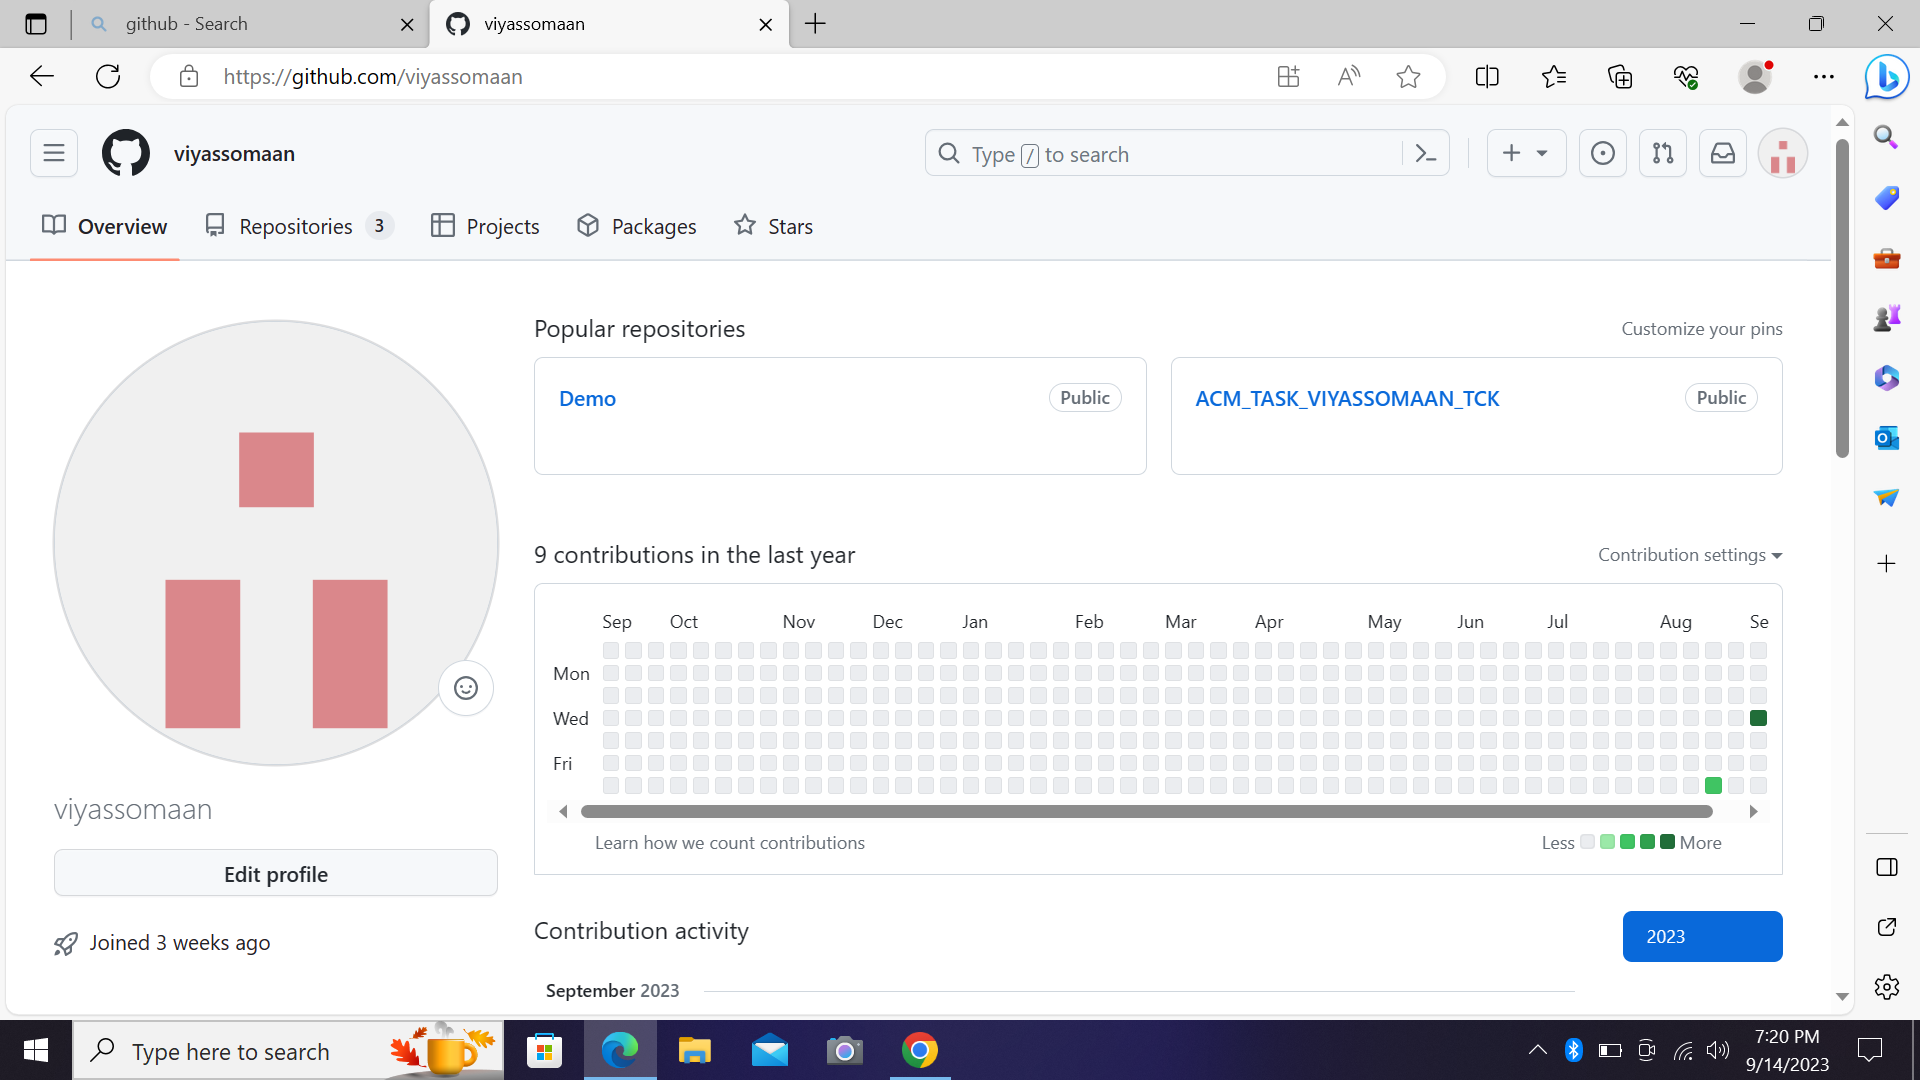 github - Search
viyassomaan
https://github.com/viyassomaan
viyassomaan
Type / to search
Overview
Repositories 3
Projects
Packages
Stars
Popular repositories
Customize your pins
Demo
Public
ACM_TASK_VIYASSOMAAN_TCK
Public
9 contributions in the last year
Contribution settings
Sep Oct Nov Dec Jan Feb Mar Apr May Jun Jul Aug Se
Mon
Wed
Fri
Learn how we count contributions
Less More
viyassomaan
Edit profile
Joined 3 weeks ago
Contribution activity
2023
September 2023
Type here to search
7:20 PM
9/14/2023